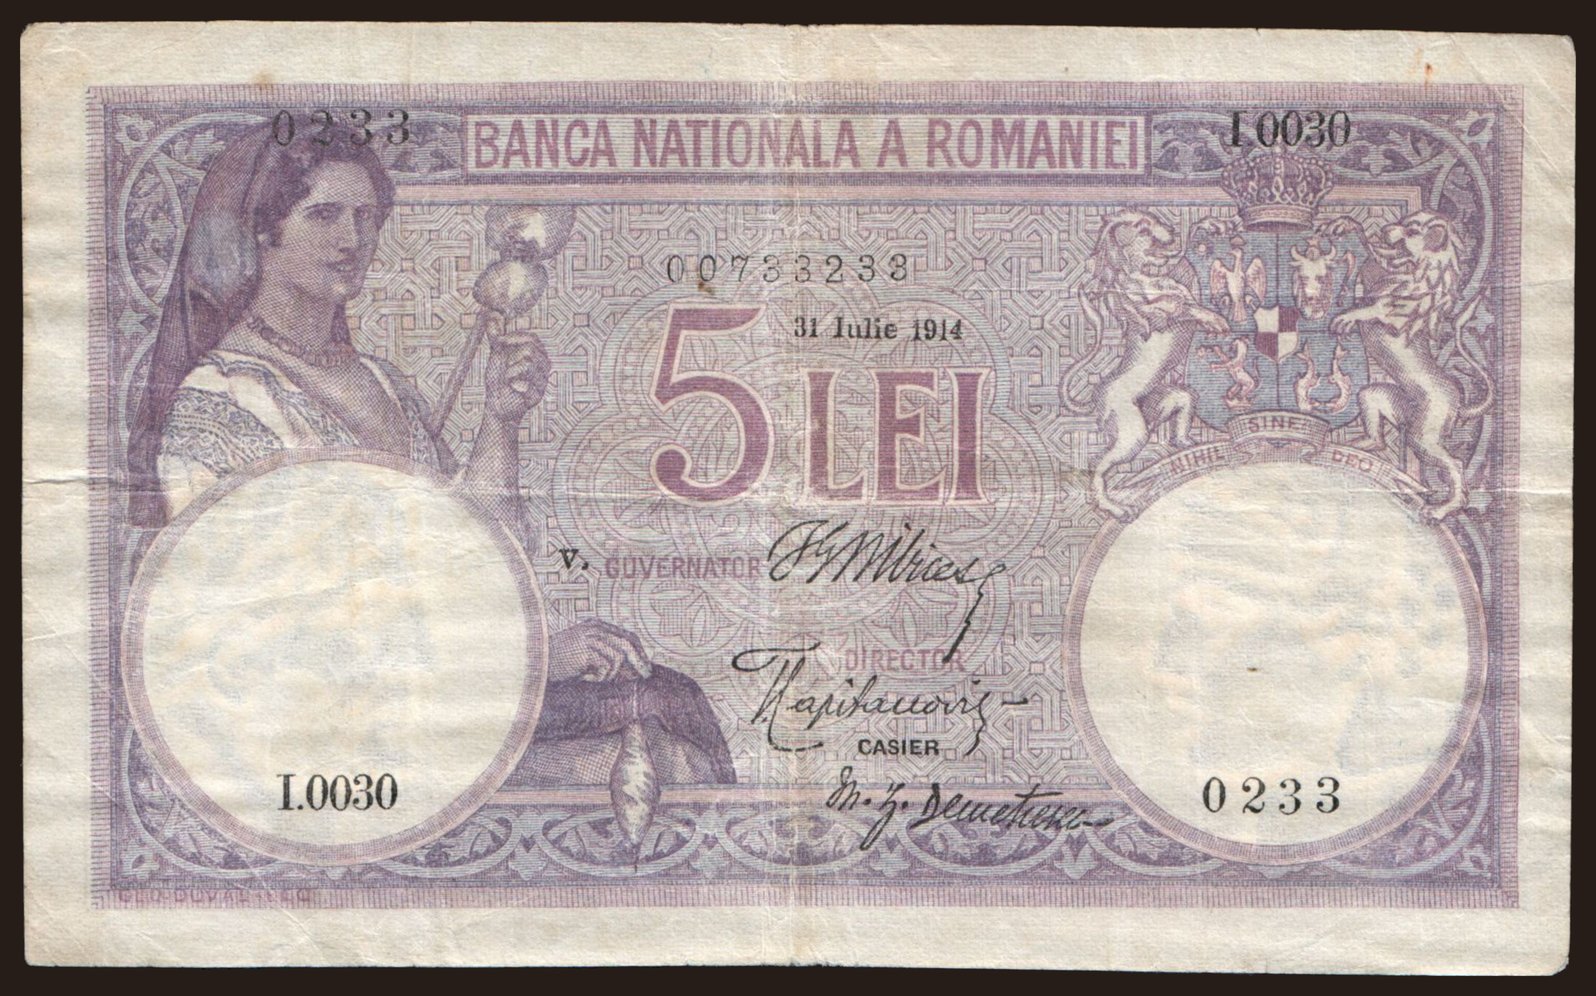 0233
BANCA NATIONALA A ROMANIEI
I.0030
00733233
31 Iulie 1914
5 LEI
NIHIL SINE DEO
v. GUVERNATOR
DIRECTOR
CASIER
M. Z. Demetrescu
I.0030
0233